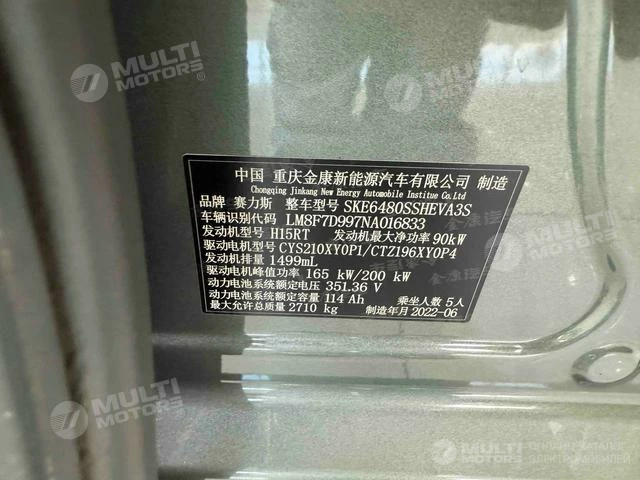 MULTI MOTORS®
MULTI MOTORS
中国 重庆金康新能源汽车有限公司 制造
Chongqing Jinkang New Energy Automobile Institue Co.Ltd
品牌 赛力斯 整车型号 SKE6480SSHEVA3S
车辆识别代码 LM8F7D997NA016833
发动机型号 H15RT 发动机最大净功率 90kW
驱动电机型号 CYS210XY0P1/CTZ196XY0P4
发动机排量 1499mL
驱动电机峰值功率 165 kW/200 kW
动力电池系统额定电压 351.36 V
动力电池系统额定容量 114 Ah 乘坐人数 5人
最大允许总质量 2710 kg 制造年月 2022-06
MULTI MOTORS
MULTI MOTORS
ОНЛАЙН-КАТАЛОГ
ЭЛЕКТРОМОБИЛЕЙ